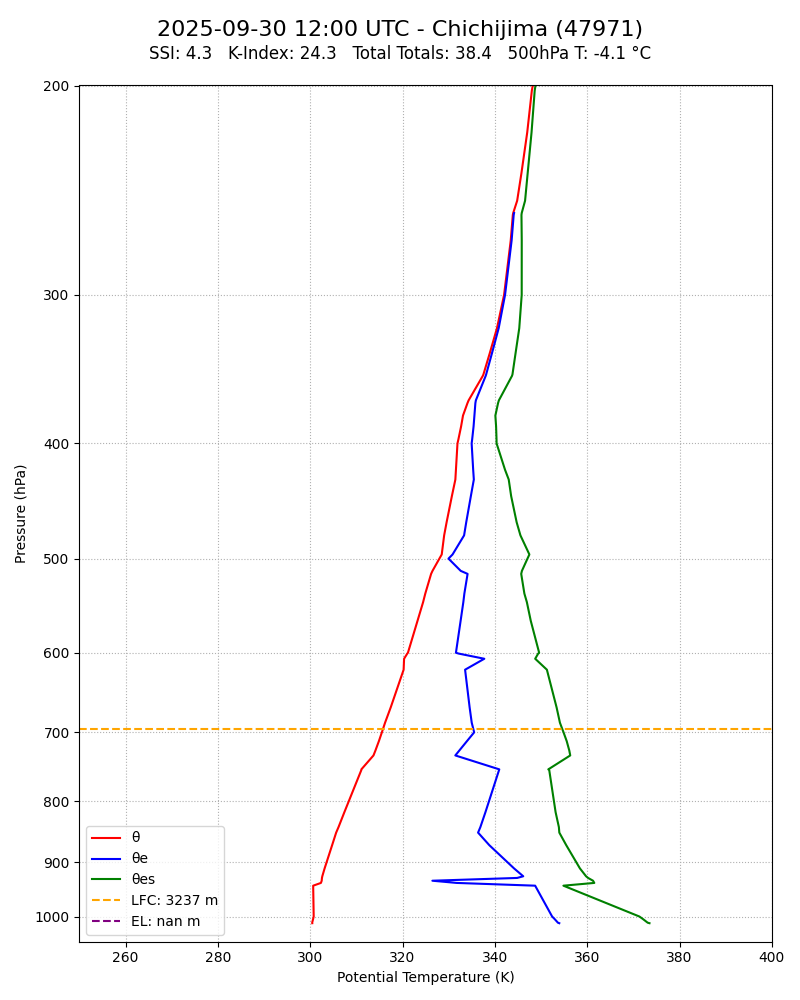 2025-09-30 12:00 UTC - Chichijima (47971)
SSI: 4.3   K-Index: 24.3   Total Totals: 38.4   500hPa T: -4.1 °C
200
300
400
500
600
700
800
900
1000
Pressure (hPa)
θ
θe
θes
LFC: 3237 m
EL: nan m
260
280
300
320
340
360
380
400
Potential Temperature (K)